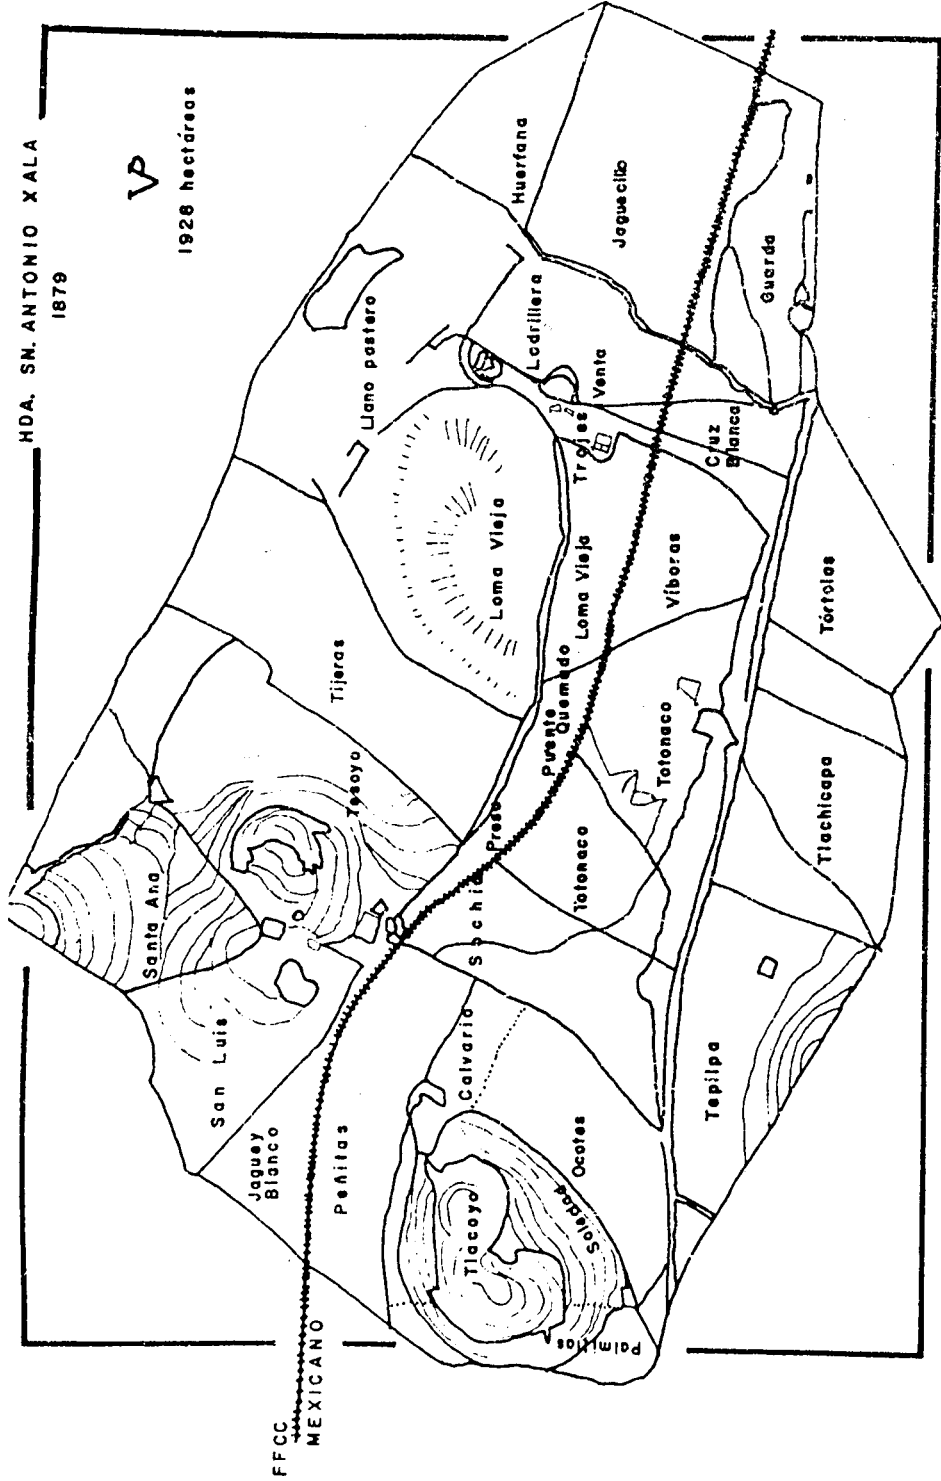 HDA. SN. ANTONIO XALA
1879
1928 hectáreas
Santa Ana
San Luis
Jaguey
Blanco
FFCC
MEXICANO
Peñitas
Tijeras
Tesoyo
Llano pastero
Calvario
Tlacoyo
Presa
Loma Vieja
Huerfana
Ladrillera
Puente
Quemado
Soledad
Ocotes
Totonaco
Loma Vieja
Trojes
Venta
Jaguecillo
Palmillas
Totonaco
Víboras
Cruz
Blanca
Tepilpa
Guarda
Tlachicapa
Tórtolas